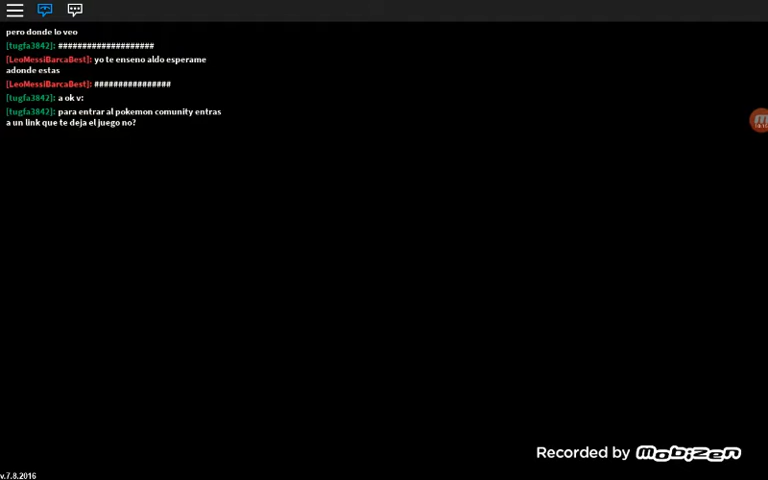 pero donde lo veo
[tugfa3842]: ####################
[LeoMessiBarcaBest]: yo te enseno aldo esperame
adonde estas
[LeoMessiBarcaBest]: ################
[tugfa3842]: a ok v:
[tugfa3842]: para entrar al pokemon comunity entras
a un link que te deja el juego no?
Recorded by mobizen
v.7.8.2016